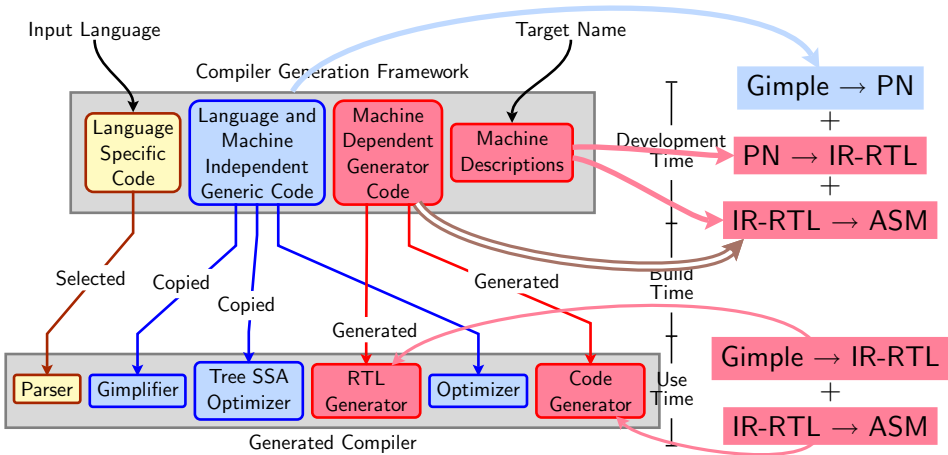 Input Language
Target Name
Compiler Generation Framework
Language
Specific
Code
Language and
Machine
Independent
Generic Code
Machine
Dependent
Generator
Code
Machine
Descriptions
Development
Time
Gimple → PN
+
PN → IR-RTL
+
IR-RTL → ASM
Selected
Copied
Copied
Generated
Generated
Build
Time
Parser
Gimplifier
Tree SSA
Optimizer
RTL
Generator
Optimizer
Code
Generator
Use
Time
Gimple → IR-RTL
+
IR-RTL → ASM
Generated Compiler